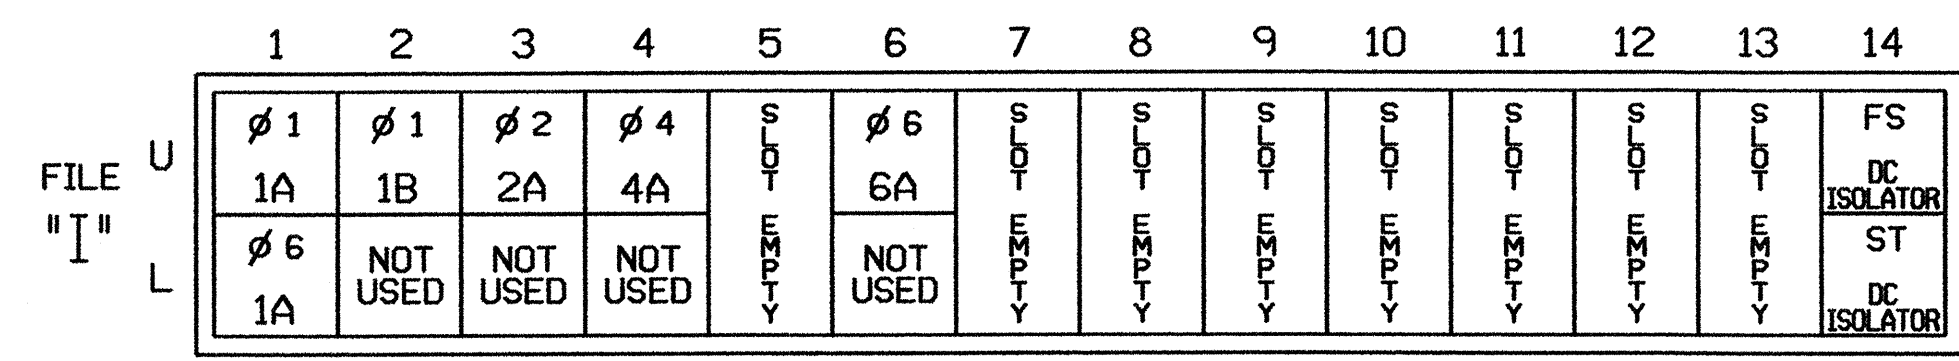 1 2 3 4 5 6 7 8 9 10 11 12 13 14
FILE
"I"
U
L
Ø 1
1A
Ø 6
1A
Ø 1
1B
NOT
USED
Ø 2
2A
NOT
USED
Ø 4
4A
NOT
USED
SLOT EMPTY
Ø 6
6A
NOT
USED
SLOT EMPTY
SLOT EMPTY
SLOT EMPTY
SLOT EMPTY
SLOT EMPTY
SLOT EMPTY
SLOT EMPTY
FS
DC
ISOLATOR
ST
DC
ISOLATOR